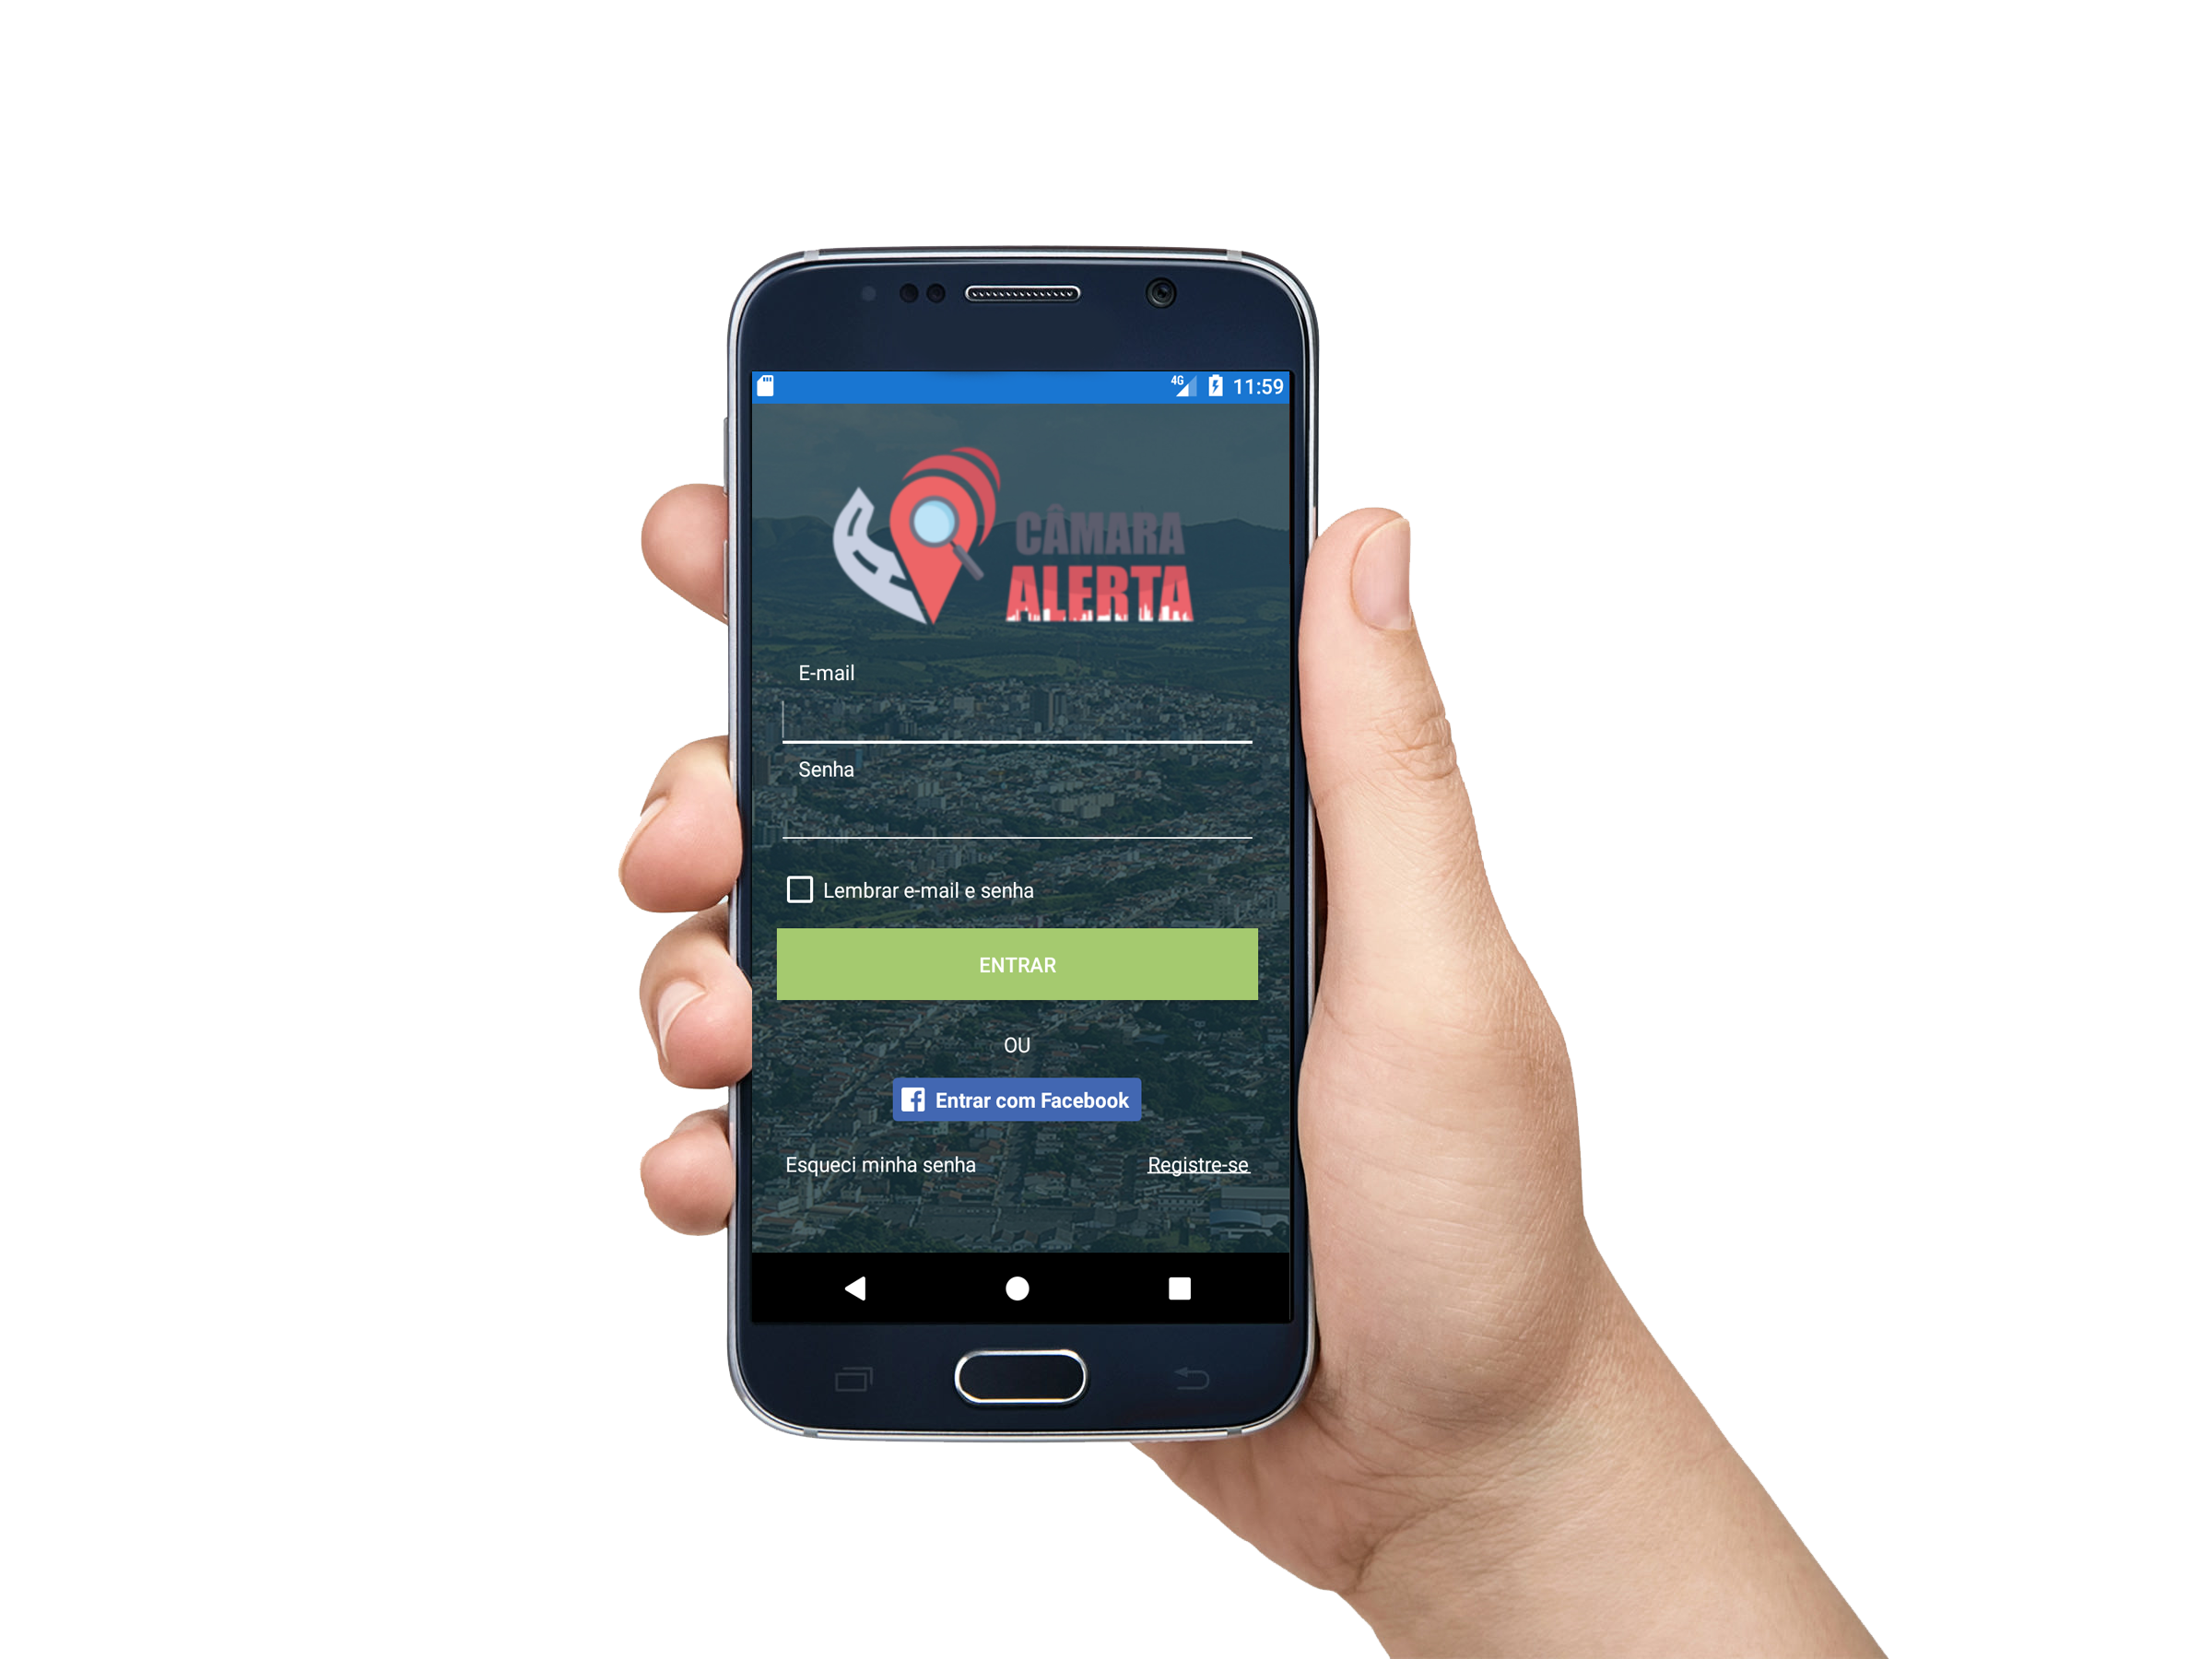 4G 11:59
CÂMARA
ALERTA
E-mail
Senha
Lembrar e-mail e senha
ENTRAR
OU
Entrar com Facebook
Esqueci minha senha Registre-se